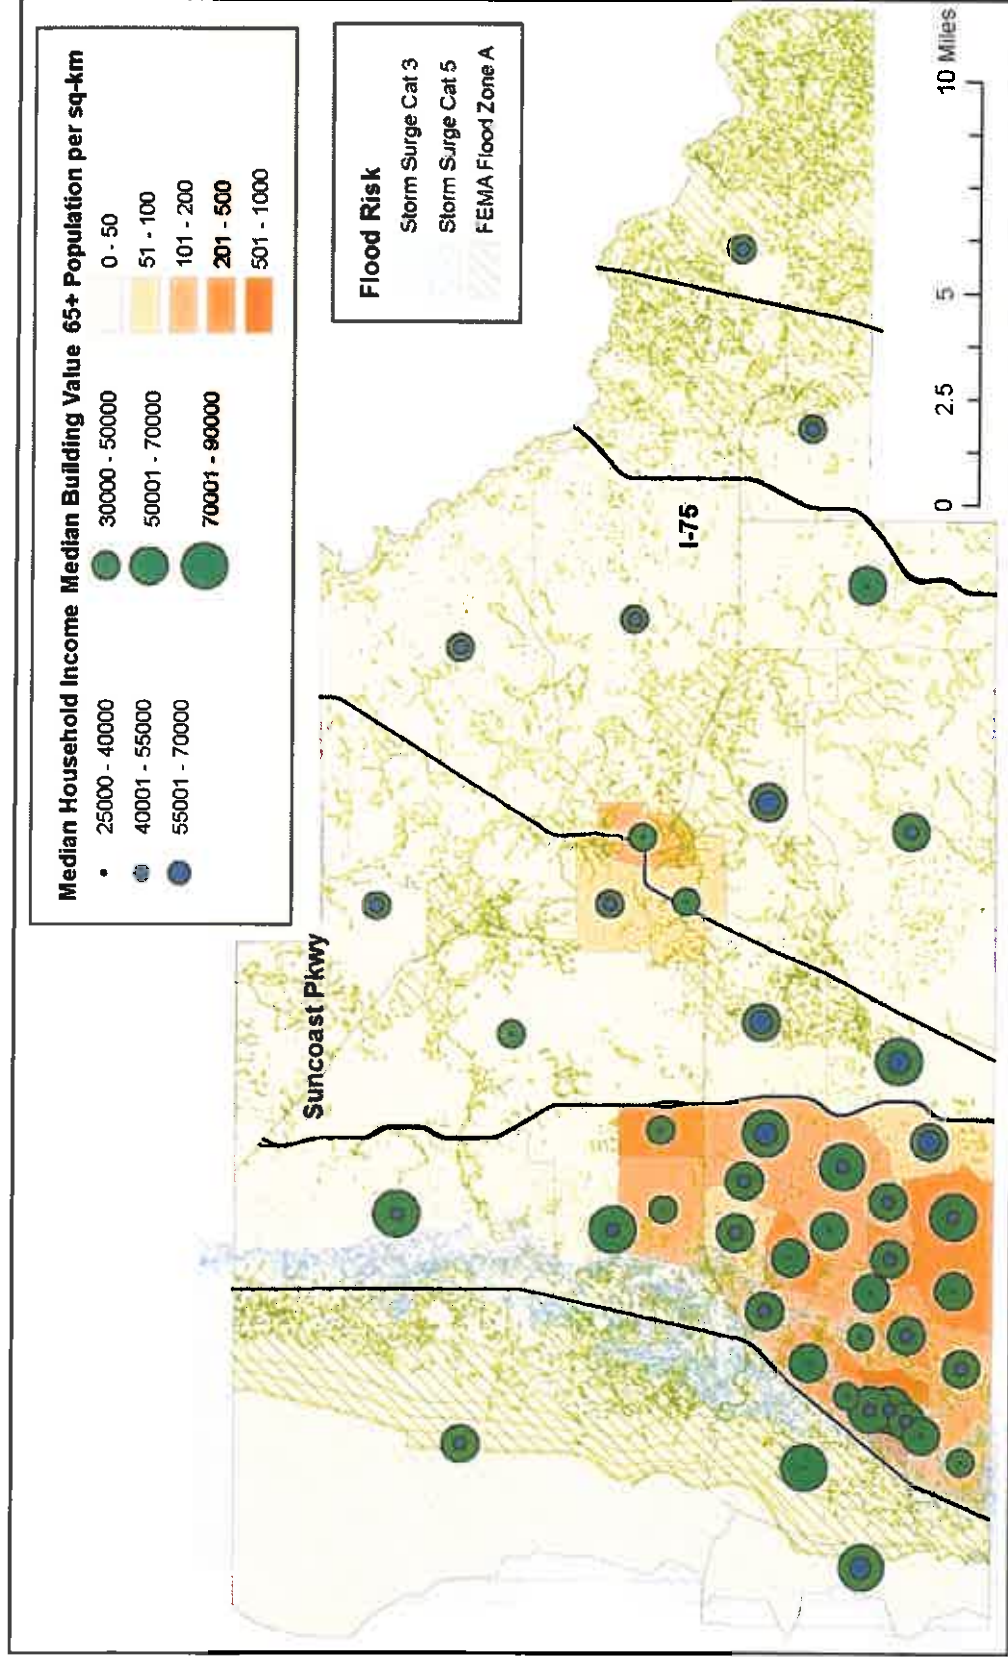 Median Household Income Median Building Value 65+ Population per sq-km
25000 - 40000 30000 - 50000 0 - 50
40001 - 55000 50001 - 70000 51 - 100
55001 - 70000 70001 - 90000 101 - 200
201 - 500
501 - 1000
Flood Risk
Storm Surge Cat 3
Storm Surge Cat 5
FEMA Flood Zone A
Suncoast Pkwy
I-75
0 2.5 5 10 Miles